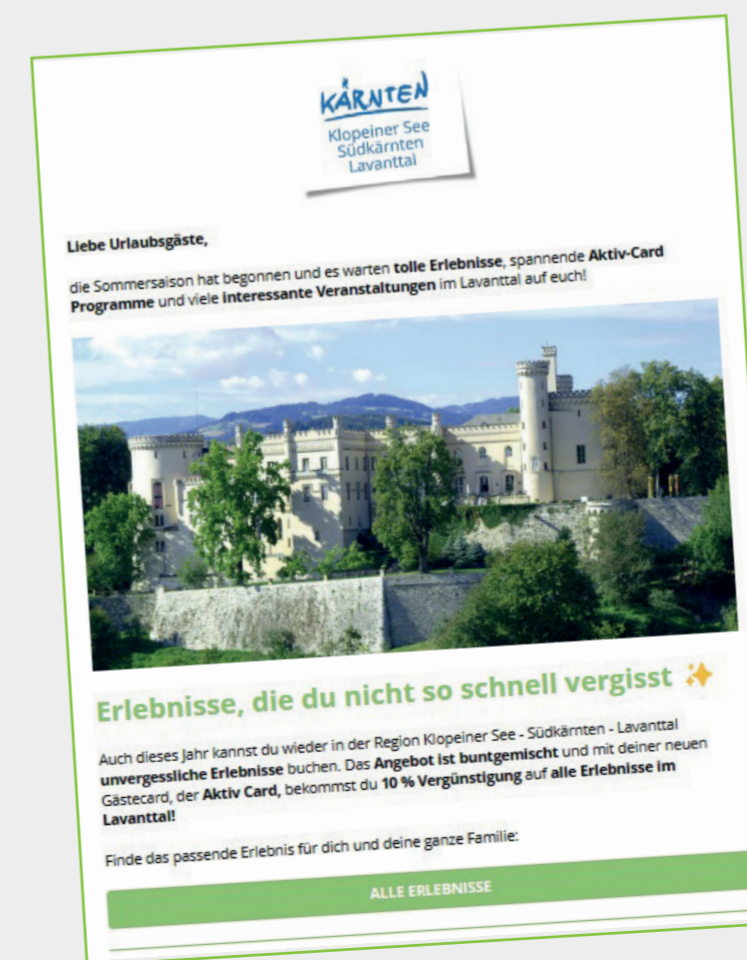 KÄRNTEN
Klopeiner See
Südkärnten
Lavanttal
Liebe Urlaubsgäste,
die Sommersaison hat begonnen und es warten tolle Erlebnisse, spannende Aktiv-Card
Programme und viele interessante Veranstaltungen im Lavanttal auf euch!
Erlebnisse, die du nicht so schnell vergisst
Auch dieses Jahr kannst du wieder in der Region Klopeiner See - Südkärnten - Lavanttal
unvergessliche Erlebnisse buchen. Das Angebot ist buntgemischt und mit deiner neuen
Gästecard, der Aktiv Card, bekommst du 10 % Vergünstigung auf alle Erlebnisse im
Lavanttal!
Finde das passende Erlebnis für dich und deine ganze Familie:
ALLE ERLEBNISSE